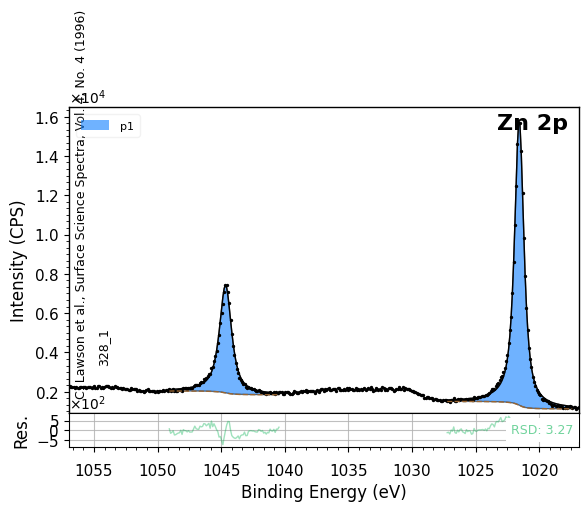 ×10⁴
Zn 2p
p1
C. Lawson et al., Surface Science Spectra, Vol. 4, No. 4 (1996)
328_1
Intensity (CPS)
1.6
1.4
1.2
1.0
0.8
0.6
0.4
0.2
×10²
Res.
5
0
−5
RSD: 3.27
1055 1050 1045 1040 1035 1030 1025 1020
Binding Energy (eV)